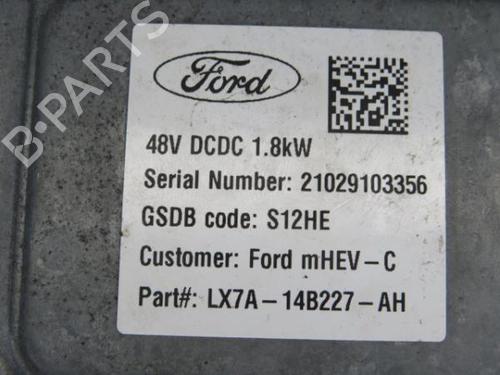 B-PARTS
Ford
48V DCDC 1.8kW
Serial Number: 21029103356
GSDB code: S12HE
Customer: Ford mHEV-C
Part#: LX7A-14B227-AH